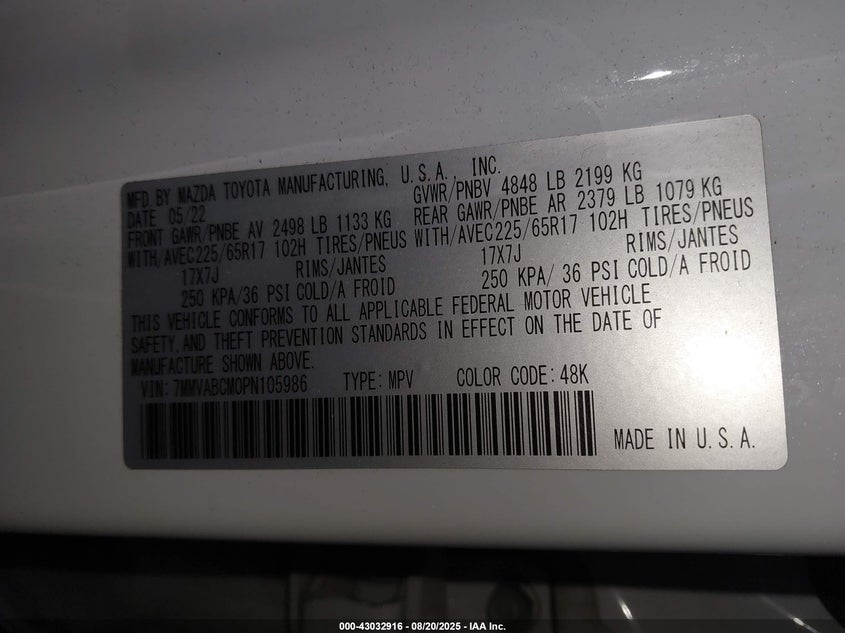 MFD.BY MAZDA TOYOTA MANUFACTURING, U.S.A., INC.
DATE 05/22 GVWR/PNBV 4848 LB 2199 KG
FRONT GAWR/PNBE AV 2498 LB 1133 KG REAR GAWR/PNBE AR 2379 LB 1079 KG
WITH/AVEC225/65R17 102H TIRES/PNEUS WITH/AVEC225/65R17 102H TIRES/PNEUS
17X7J RIMS/JANTES 17X7J RIMS/JANTES
250 KPA/36 PSI COLD/A FROID 250 KPA/ 36 PSI COLD/A FROID
THIS VEHICLE CONFORMS TO ALL APPLICABLE FEDERAL MOTOR VEHICLE
SAFETY,AND THEFT PREVENTION STANDARDS IN EFFECT ON THE DATE OF
MANUFACTURE SHOWN ABOVE.
VIN:7MMVABCM0PN105986 TYPE:MPV COLOR CODE:48K
MADE IN U.S.A.
000-43032916 - 08/20/2025 - IAA Inc.